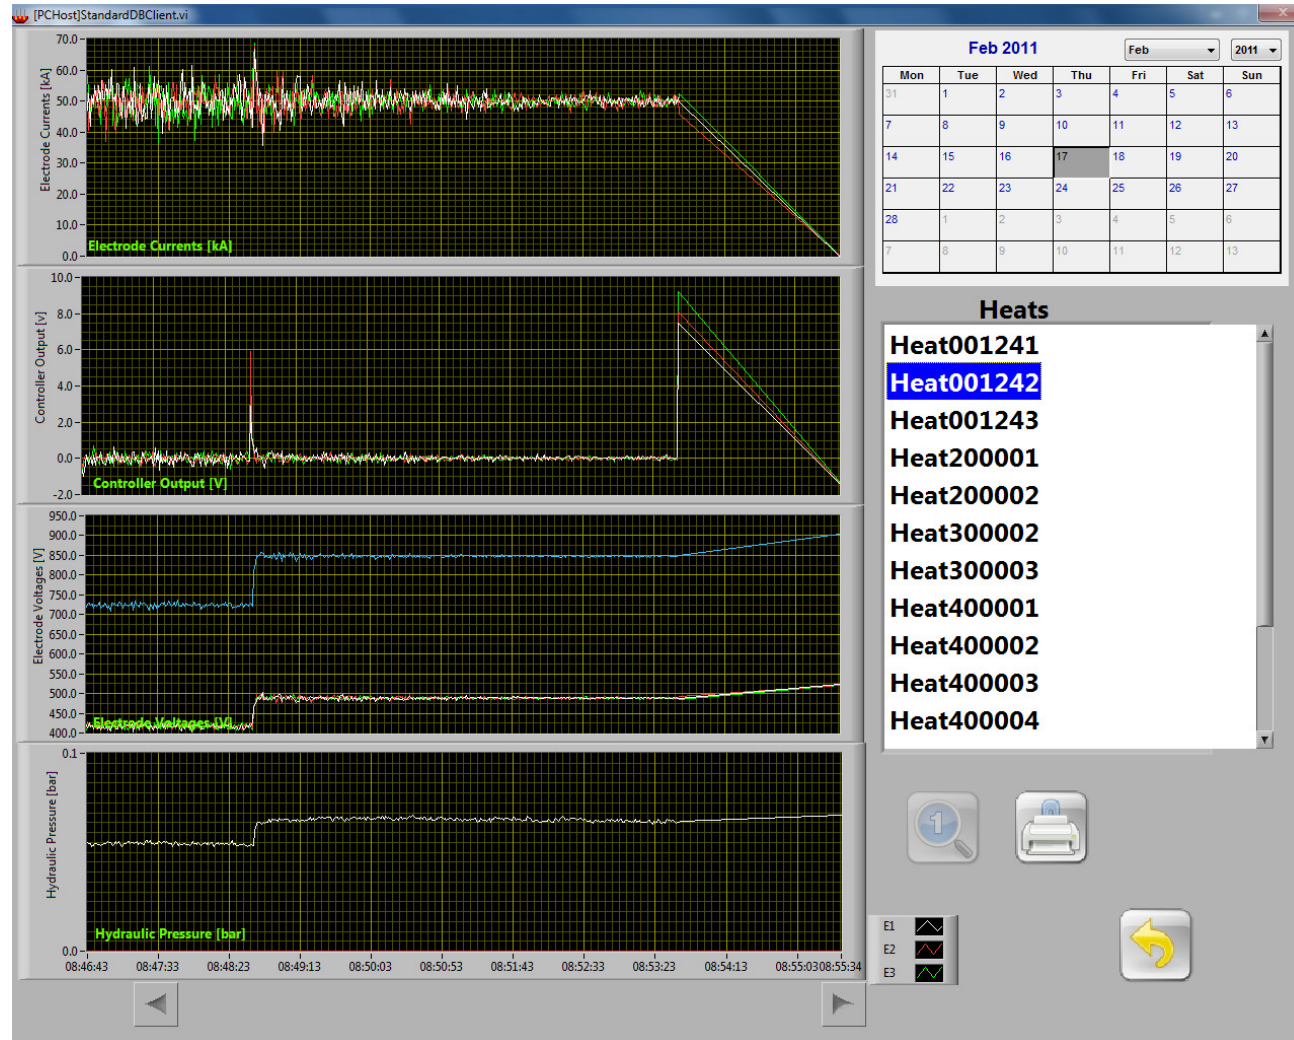 [PCHost]StandardDBClient.vi
70.0
60.0
50.0
40.0
30.0
20.0
10.0
0.0
Electrode Currents [kA]
Electrode Currents [kA]
10.0
8.0
6.0
4.0
2.0
0.0
-2.0
Controller Output [v]
Controller Output [V]
950.0
900.0
850.0
800.0
750.0
700.0
650.0
600.0
550.0
500.0
450.0
400.0
Electrode Voltages [V]
Electrode Voltages [V]
0.1
0.0
Hydraulic Pressure [bar]
Hydraulic Pressure [bar]
08:46:43 08:47:33 08:48:23 08:49:13 08:50:03 08:50:53 08:51:43 08:52:33 08:53:23 08:54:13 08:55:03 08:55:34
Feb 2011 Feb 2011
Mon Tue Wed Thu Fri Sat Sun
31 1 2 3 4 5 6
7 8 9 10 11 12 13
14 15 16 17 18 19 20
21 22 23 24 25 26 27
28 1 2 3 4 5 6
7 8 9 10 11 12 13
Heats
Heat001241
Heat001242
Heat001243
Heat200001
Heat200002
Heat300002
Heat300003
Heat400001
Heat400002
Heat400003
Heat400004
1
E1
E2
E3